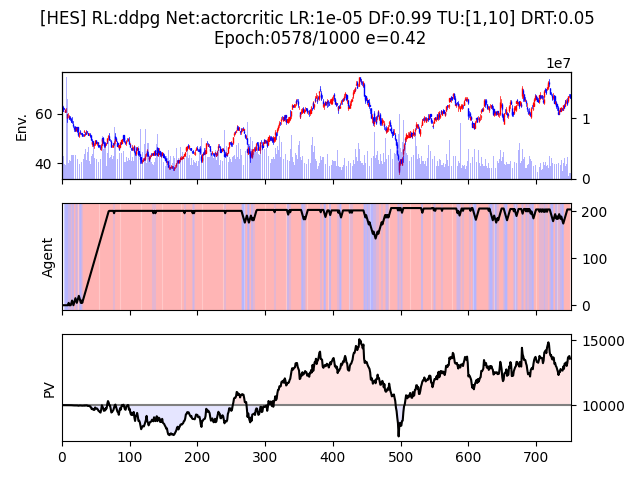 [HES] RL:ddpg Net:actorcritic LR:1e-05 DF:0.99 TU:[1,10] DRT:0.05
Epoch:0578/1000 e=0.42
1e7
Env.
60
40
1
0
Agent
200
100
0
PV
15000
10000
0 100 200 300 400 500 600 700